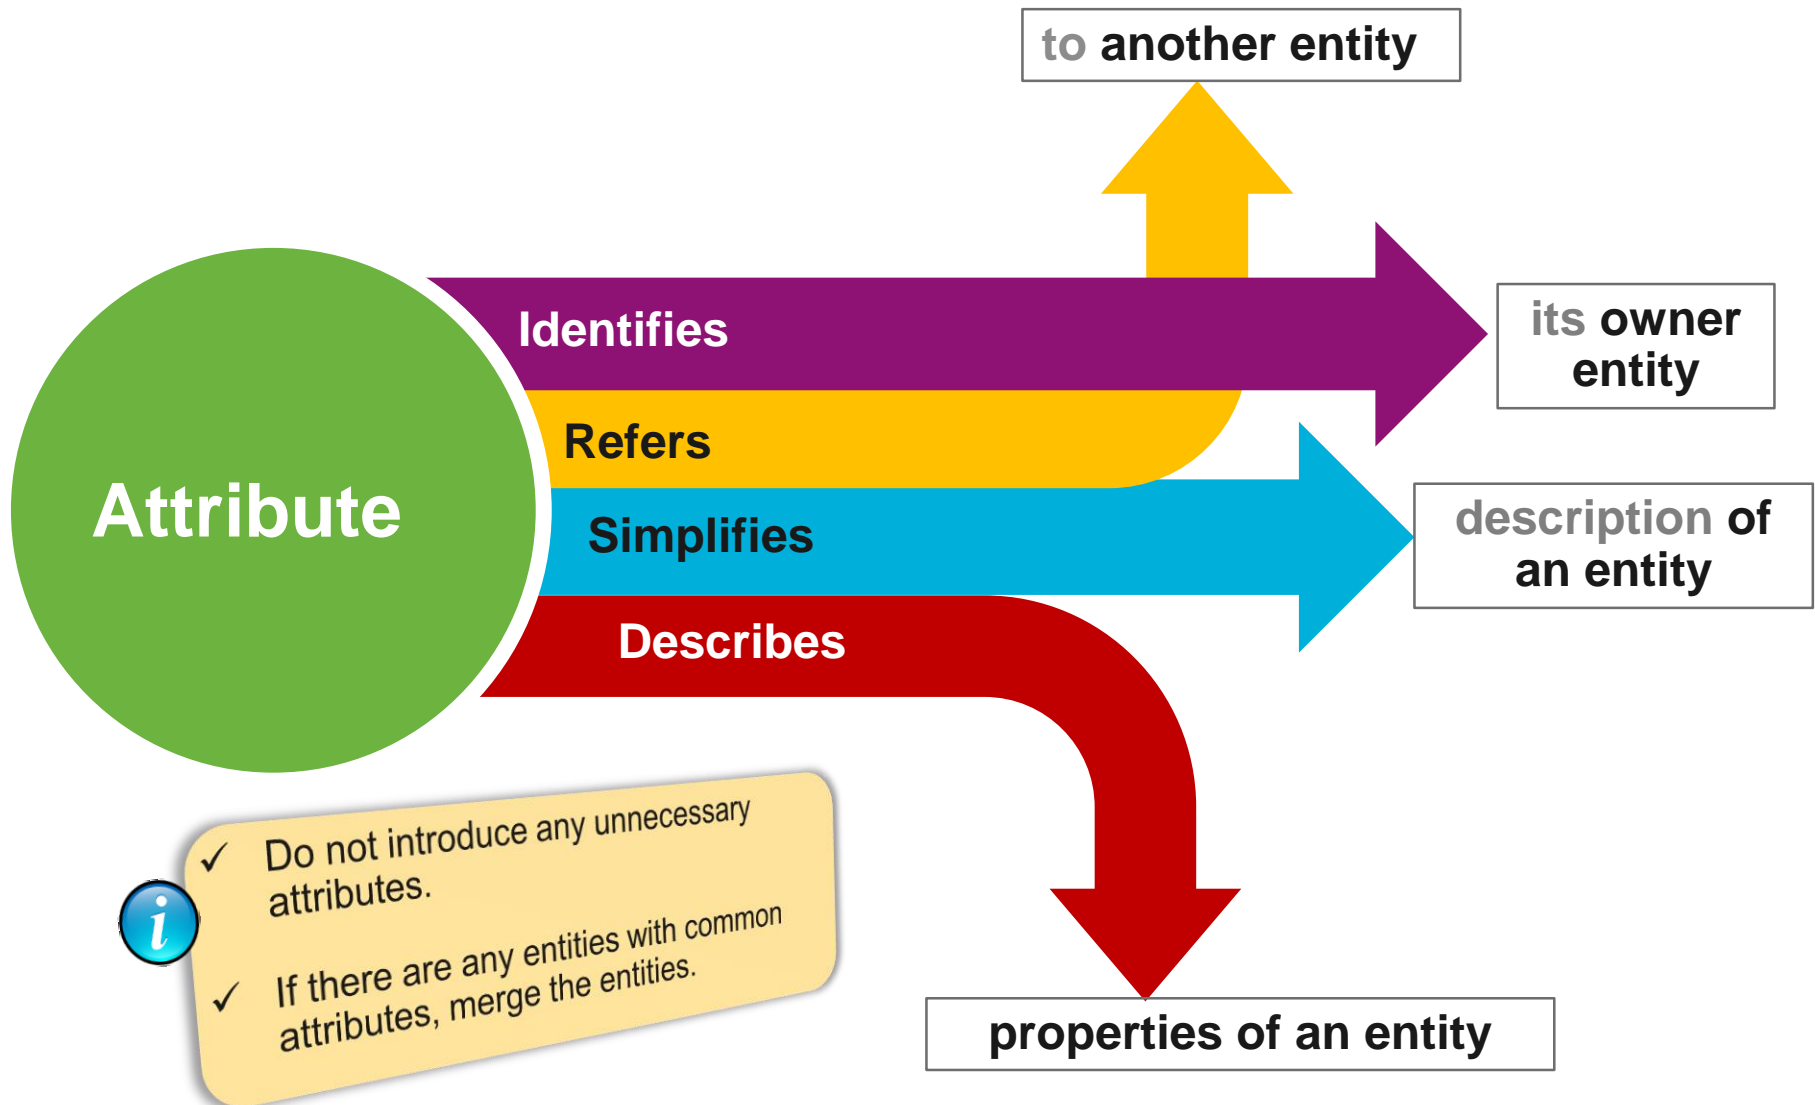 to another entity
Identifies
its owner
entity
Refers
Attribute
Simplifies
description of
an entity
Describes
✓ Do not introduce any unnecessary
attributes.
i
✓ If there are any entities with common
attributes, merge the entities.
properties of an entity